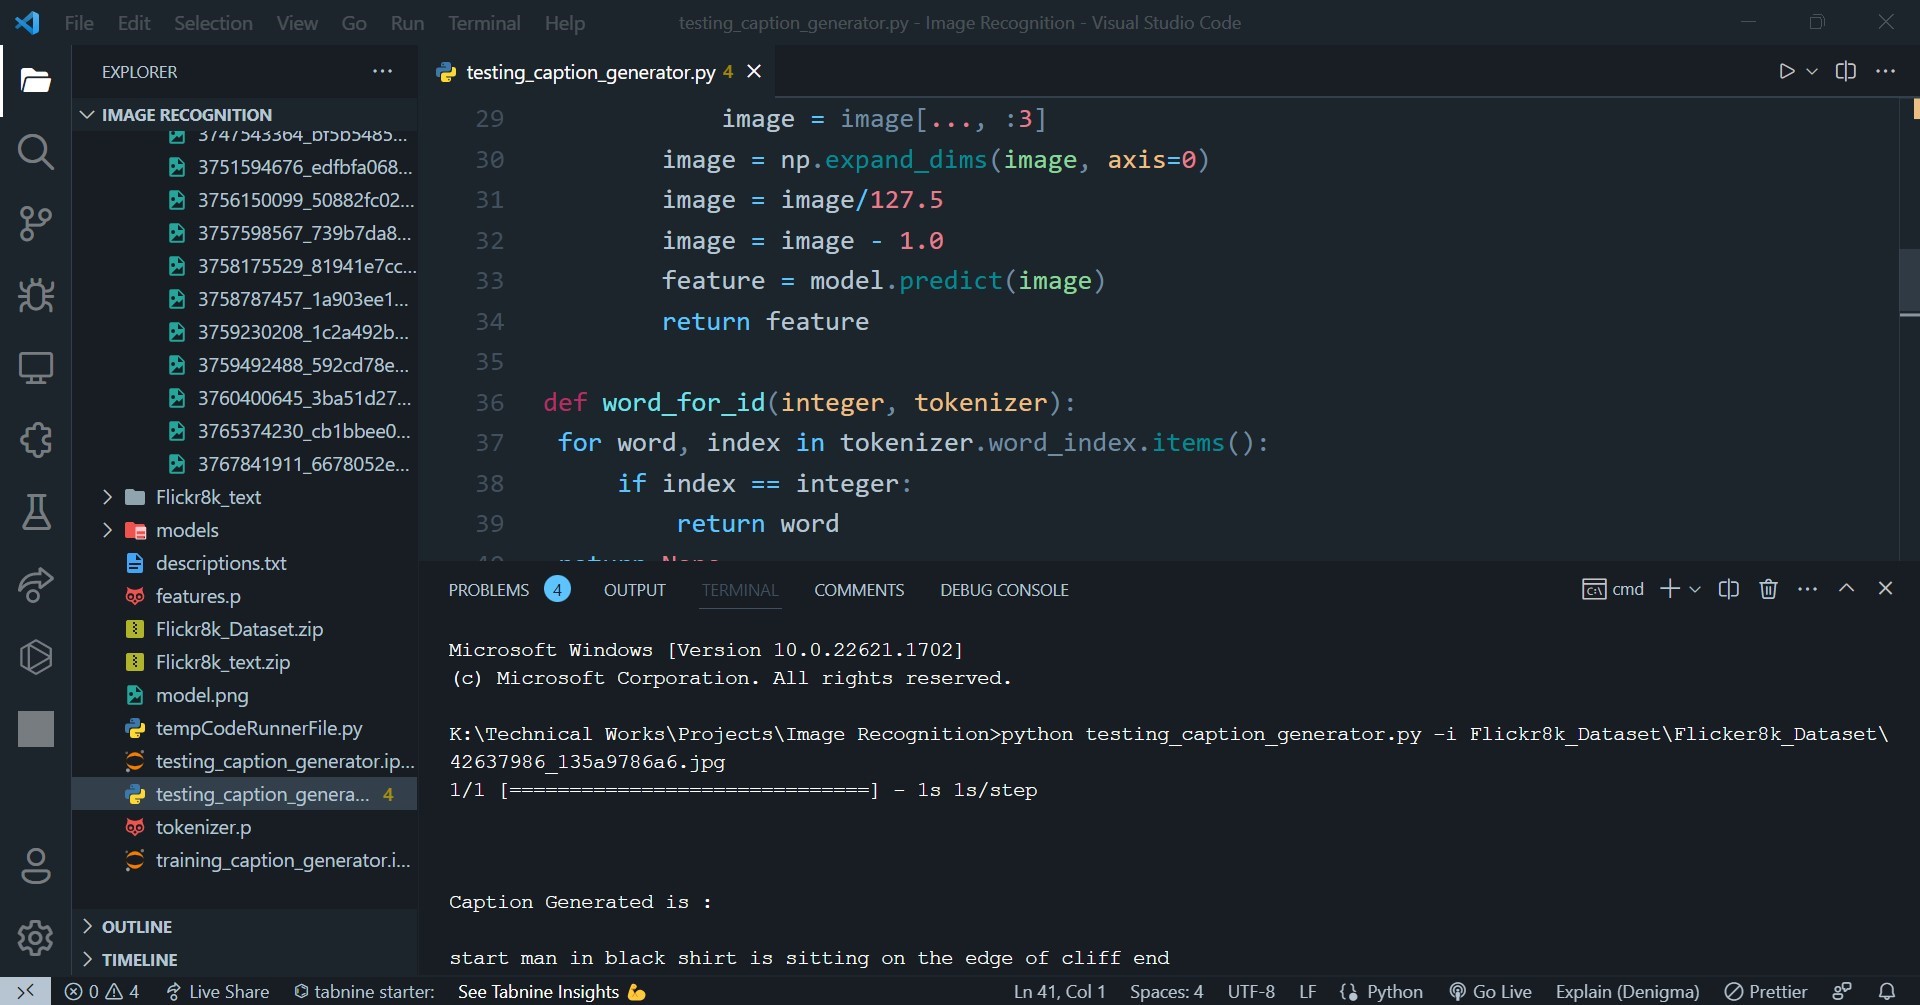 File Edit Selection View Go Run Terminal Help testing_caption_generator.py - Image Recognition - Visual Studio Code
EXPLORER
IMAGE RECOGNITION
3747543364_bf5b5485...
3751594676_edfbfa068...
3756150099_50882fc02...
3757598567_739b7da8...
3758175529_81941e7cc...
3758787457_1a903ee1...
3759230208_1c2a492b...
3759492488_592cd78e...
3760400645_3ba51d27...
3765374230_cb1bbee0...
3767841911_6678052e...
Flickr8k_text
models
descriptions.txt
features.p
Flickr8k_Dataset.zip
Flickr8k_text.zip
model.png
tempCodeRunnerFile.py
testing_caption_generator.ip...
testing_caption_genera... 4
tokenizer.p
training_caption_generator.i...
OUTLINE
TIMELINE
testing_caption_generator.py 4
29 image = image[..., :3]
30 image = np.expand_dims(image, axis=0)
31 image = image/127.5
32 image = image - 1.0
33 feature = model.predict(image)
34 return feature
35
36 def word_for_id(integer, tokenizer):
37 for word, index in tokenizer.word_index.items():
38 if index == integer:
39 return word
40 return None
PROBLEMS 4 OUTPUT TERMINAL COMMENTS DEBUG CONSOLE cmd
Microsoft Windows [Version 10.0.22621.1702]
(c) Microsoft Corporation. All rights reserved.
K:\Technical Works\Projects\Image Recognition>python testing_caption_generator.py -i Flickr8k_Dataset\Flicker8k_Dataset\
42637986_135a9786a6.jpg
1/1 [==============================] - 1s 1s/step
Caption Generated is :
start man in black shirt is sitting on the edge of cliff end
0 4 Live Share tabnine starter: See Tabnine Insights Ln 41, Col 1 Spaces: 4 UTF-8 LF Python Go Live Explain (Denigma) Prettier